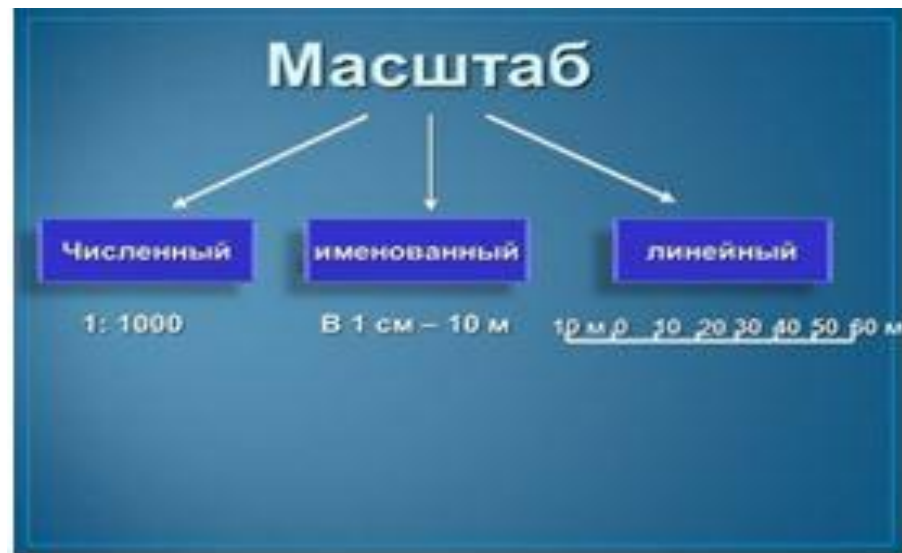 Масштаб
Численный именованный линейный
1: 1000 В 1 см – 10 м 10 м 0 10 20 30 40 50 60 м